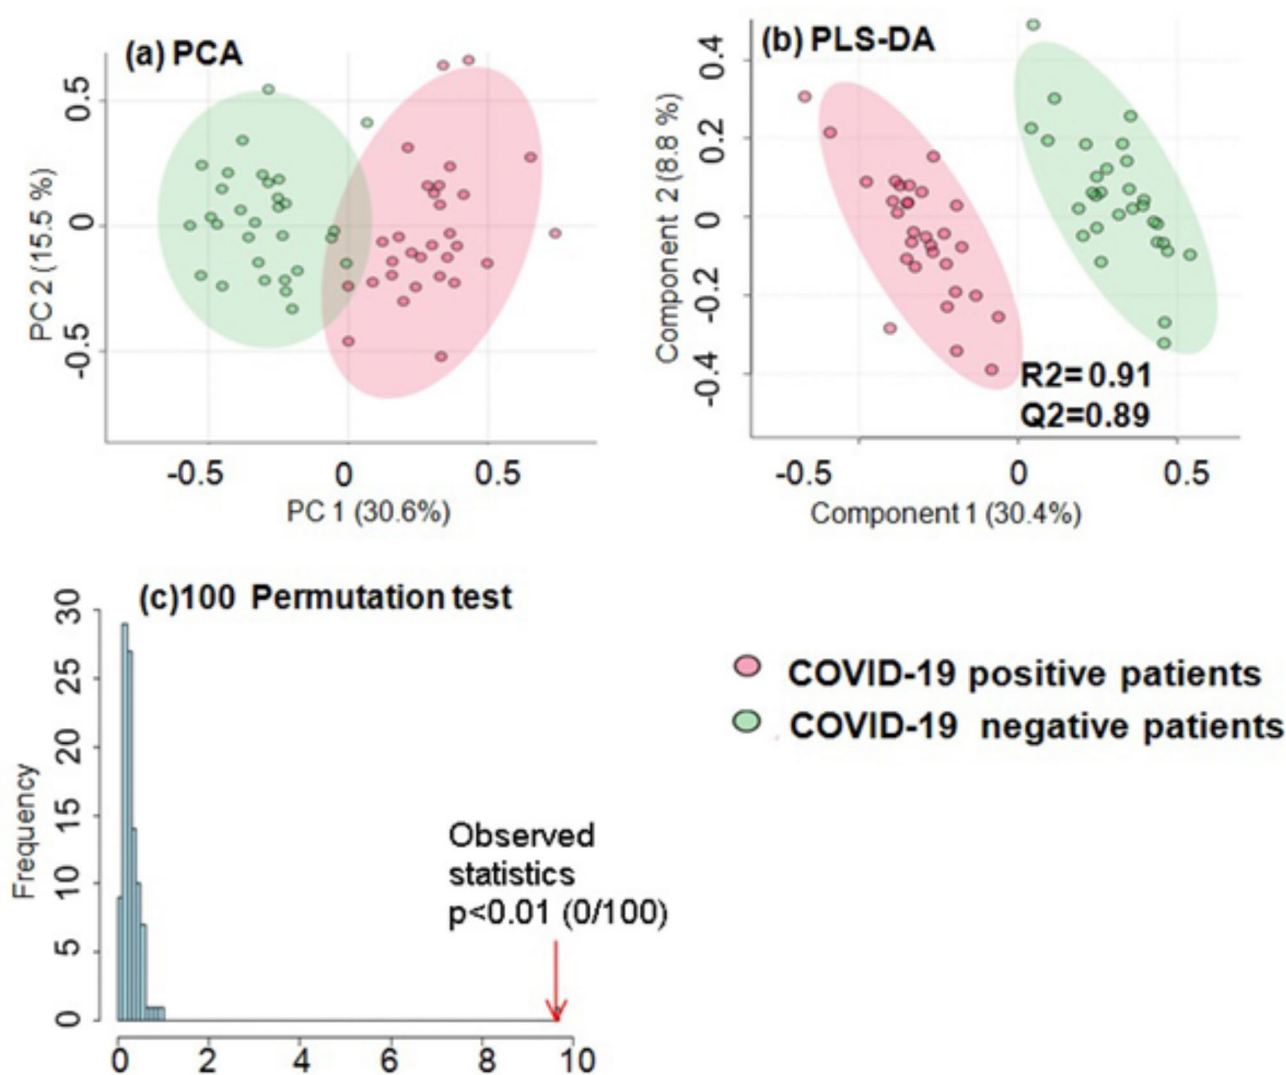 (a) PCA
0.5
0
-0.5
PC 2 (15.5 %)
-0.5
0
0.5
PC 1 (30.6%)
(b) PLS-DA
0.4
0.2
0
-0.2
-0.4
Component 2 (8.8 %)
R2= 0.91
Q2=0.89
-0.5
0
0.5
Component 1 (30.4%)
(c)100 Permutation test
30
25
20
15
10
5
0
Frequency
Observed
statistics
p<0.01 (0/100)
0 2 4 6 8 10
COVID-19 positive patients
COVID-19 negative patients